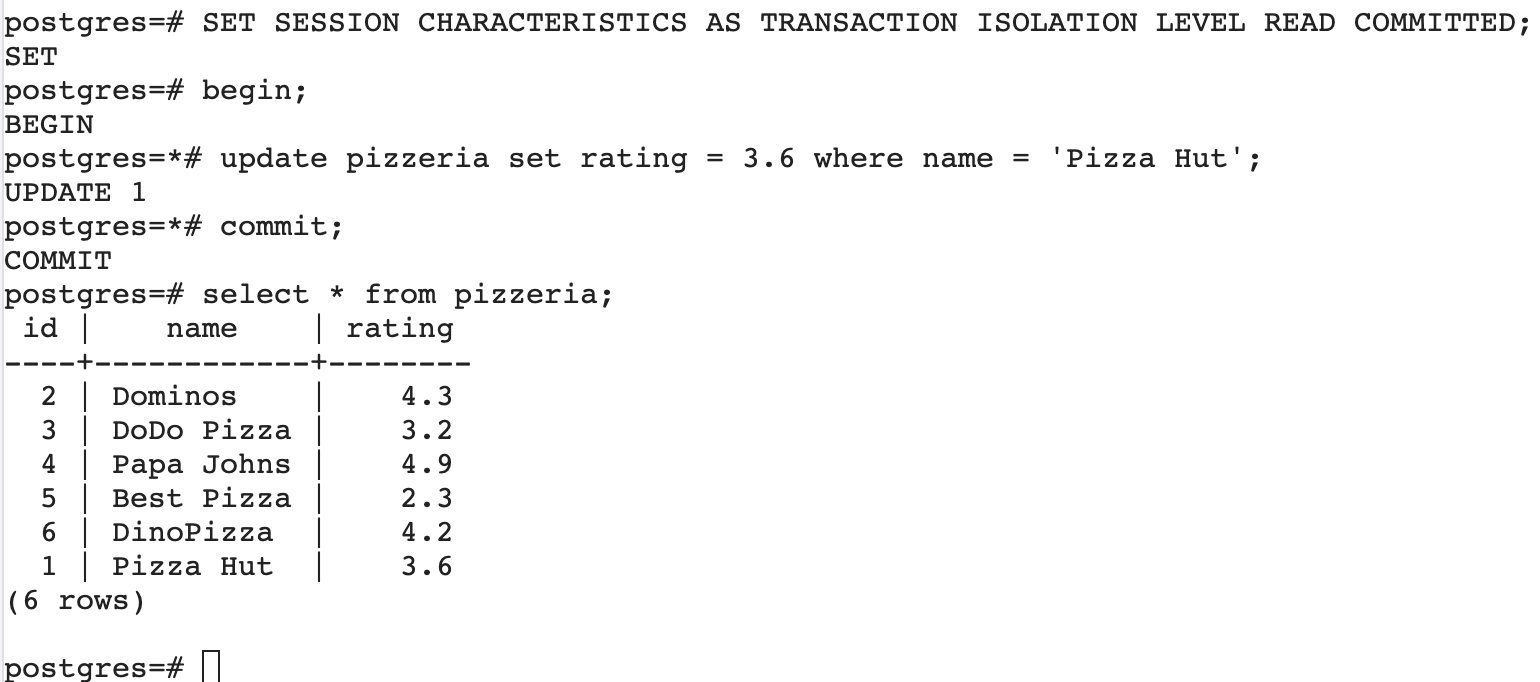 postgres=# SET SESSION CHARACTERISTICS AS TRANSACTION ISOLATION LEVEL READ COMMITTED;
SET
postgres=# begin;
BEGIN
postgres=*# update pizzeria set rating = 3.6 where name = 'Pizza Hut';
UPDATE 1
postgres=*# commit;
COMMIT
postgres=# select * from pizzeria;
 id |    name    | rating
----+------------+--------
  2 | Dominos    |    4.3
  3 | DoDo Pizza |    3.2
  4 | Papa Johns |    4.9
  5 | Best Pizza |    2.3
  6 | DinoPizza  |    4.2
  1 | Pizza Hut  |    3.6
(6 rows)

postgres=#